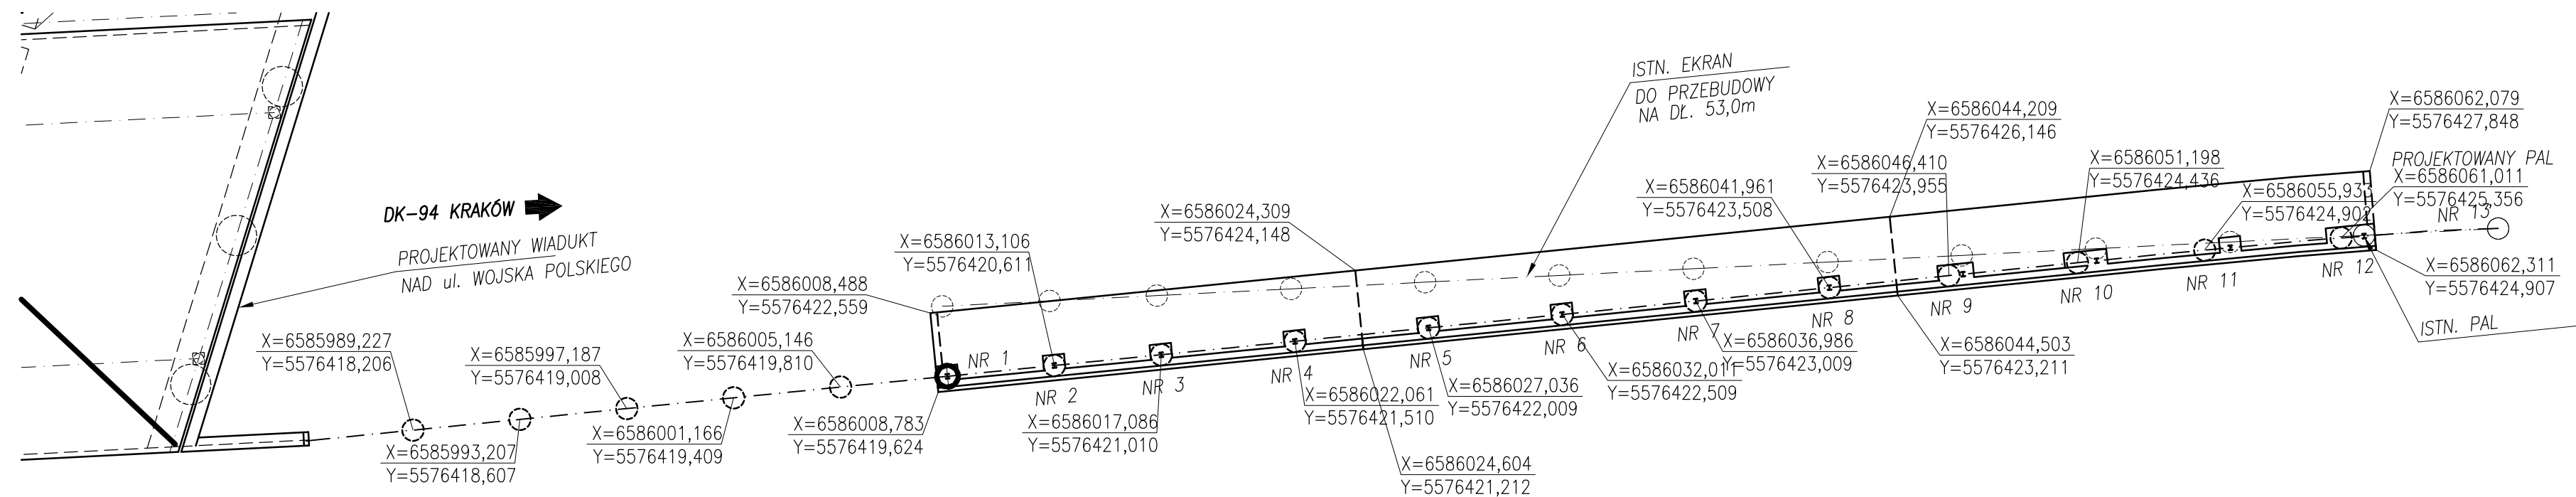 ISTN. EKRAN
DO PRZEBUDOWY
NA DŁ. 53,0m
X=6586062,079
Y=5576427,848
X=6586044,209
Y=5576426,146
PROJEKTOWANY PAL
X=6586061,011
Y=5576425,356
NR 13
X=6586046,410
Y=5576423,955
X=6586051,198
Y=5576424,436
X=6586055,933
Y=5576424,902
X=6586041,961
Y=5576423,508
X=6586024,309
Y=5576424,148
DK-94 KRAKÓW
PROJEKTOWANY WIADUKT
NAD ul. WOJSKA POLSKIEGO
X=6586013,106
Y=5576420,611
X=6586008,488
Y=5576422,559
X=6586062,311
Y=5576424,907
ISTN. PAL
NR 12
NR 11
NR 10
NR 9
NR 8
NR 7
NR 6
NR 5
NR 4
NR 3
NR 2
NR 1
X=6585989,227
Y=5576418,206
X=6585997,187
Y=5576419,008
X=6586005,146
Y=5576419,810
X=6586036,986
Y=5576423,009
X=6586044,503
Y=5576423,211
X=6586032,011
Y=5576422,509
X=6586027,036
Y=5576422,009
X=6586022,061
Y=5576421,510
X=6585993,207
Y=5576418,607
X=6586001,166
Y=5576419,409
X=6586008,783
Y=5576419,624
X=6586017,086
Y=5576421,010
X=6586024,604
Y=5576421,212